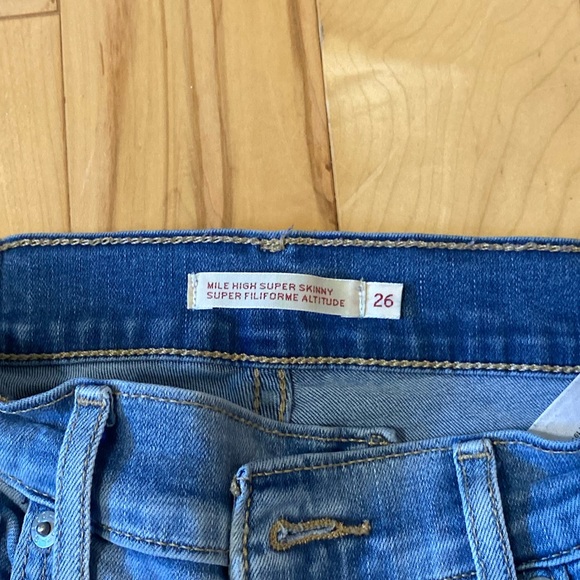 MILE HIGH SUPER SKINNY
SUPER FILIFORME ALTITUDE
26